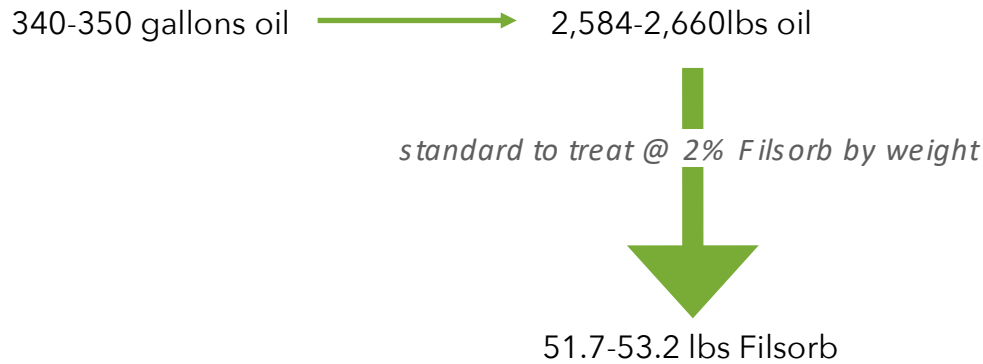 340-350 gallons oil 2,584-2,660lbs oil
standard to treat @ 2% Filsorb by weight
51.7-53.2 lbs Filsorb